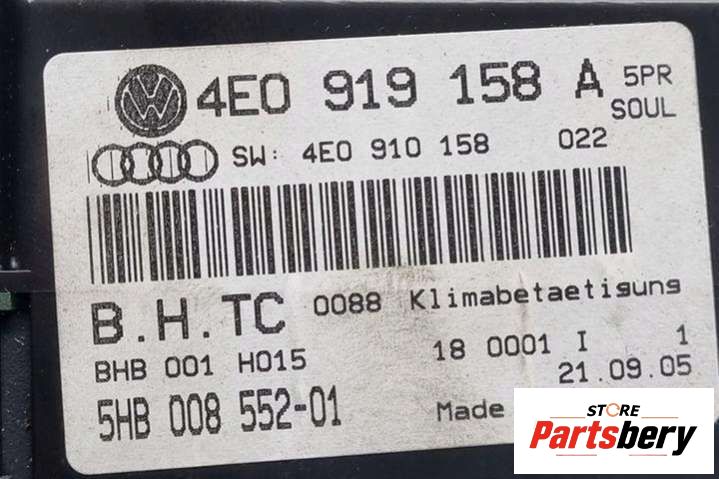 4E0 919 158 A 5PR
SOUL
SW: 4E0 910 158 022
B.H.TC 0088 Klimabetaetigung
BHB 001 H015 18 0001 I 1
21.09.05
5HB 008 552-01 Made
STORE
Partsbery